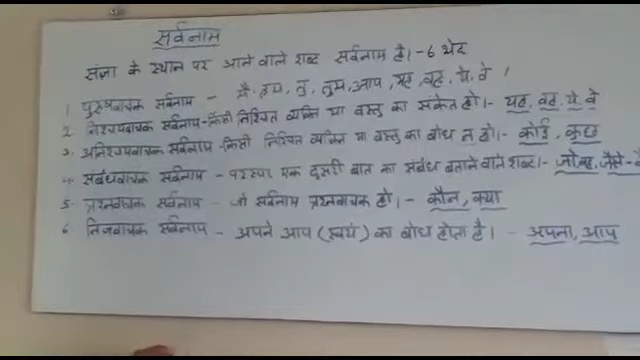 सर्वनाम
संज्ञा के स्थान पर आने वाले शब्द सर्वनाम है। - 6 भेद
1 पुरुषवाचक सर्वनाम - मैं, हम, तु, तुम, आप, यह, वह, ये, वे ।
2 निश्चयवाचक सर्वनाम - किसी निश्चित व्यक्ति या वस्तु का संकेत हो। - यह, वह, ये, वे
3. अनिश्चयवाचक सर्वनाम - किसी निश्चित व्यक्ति या वस्तु का बोध न हो। - कोई, कुछ
4. संबंधवाचक सर्वनाम - परस्पर एक दूसरी बात का संबंध बताने वाले शब्द। - जैसे-
5- प्रश्नवाचक सर्वनाम - जो सर्वनाम प्रश्नवाचक हो। - कौन, क्या
6. निजवाचक सर्वनाम - अपने आप (स्वयं) का बोध होता है। - अपना, आप